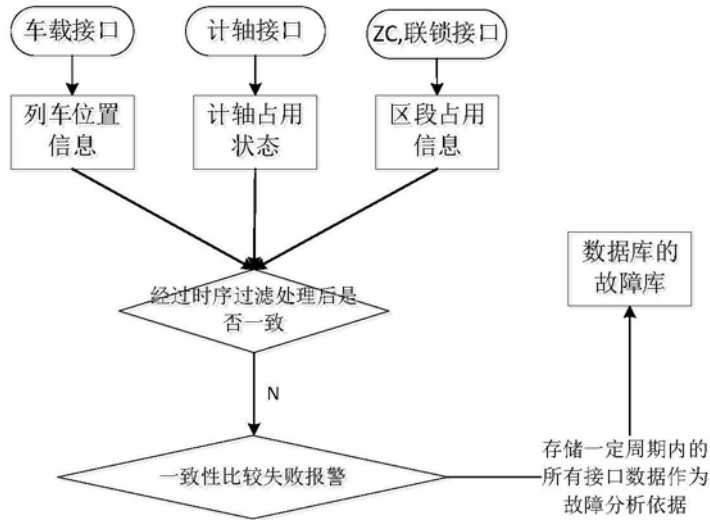 车载接口
计轴接口
ZC,联锁接口
列车位置
信息
计轴占用
状态
区段占用
信息
数据库的
故障库
经过时序过滤处理后是
否一致
N
一致性比较失败报警
存储一定周期内的
所有接口数据作为
故障分析依据